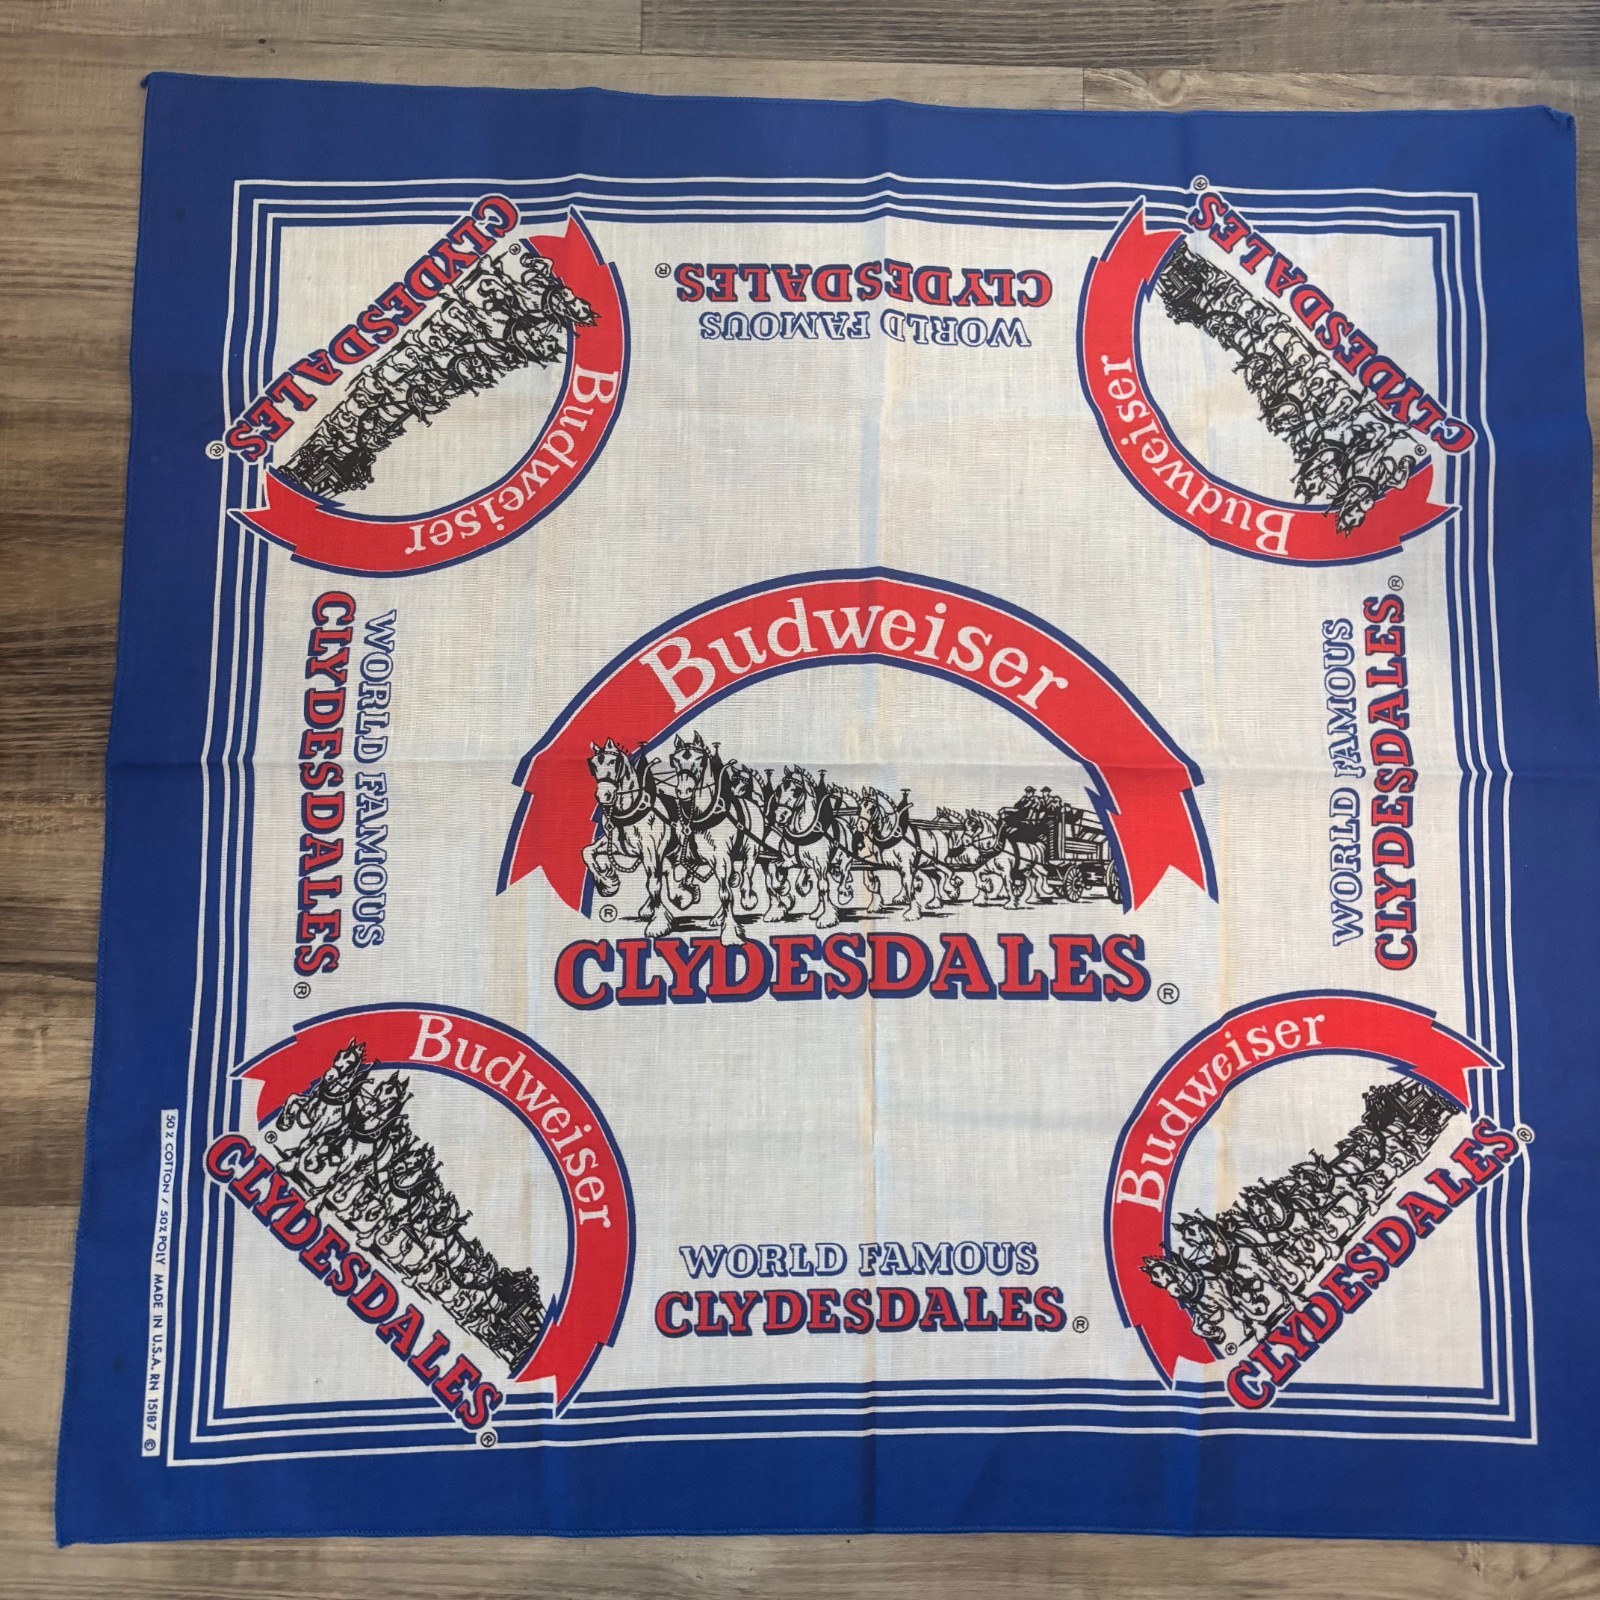 CLYDESDALES ®
®
Budweiser
WORLD FAMOUS
CLYDESDALES ®
CLYDESDALES ®
®
Budweiser
WORLD FAMOUS
CLYDESDALES ®
Budweiser
®
CLYDESDALES ®
WORLD FAMOUS
CLYDESDALES ®
Budweiser
®
CLYDESDALES ®
WORLD FAMOUS
CLYDESDALES ®
Budweiser
®
CLYDESDALES ®
50% COTTON / 50% POLY MADE IN U.S.A. RN 15187 ©